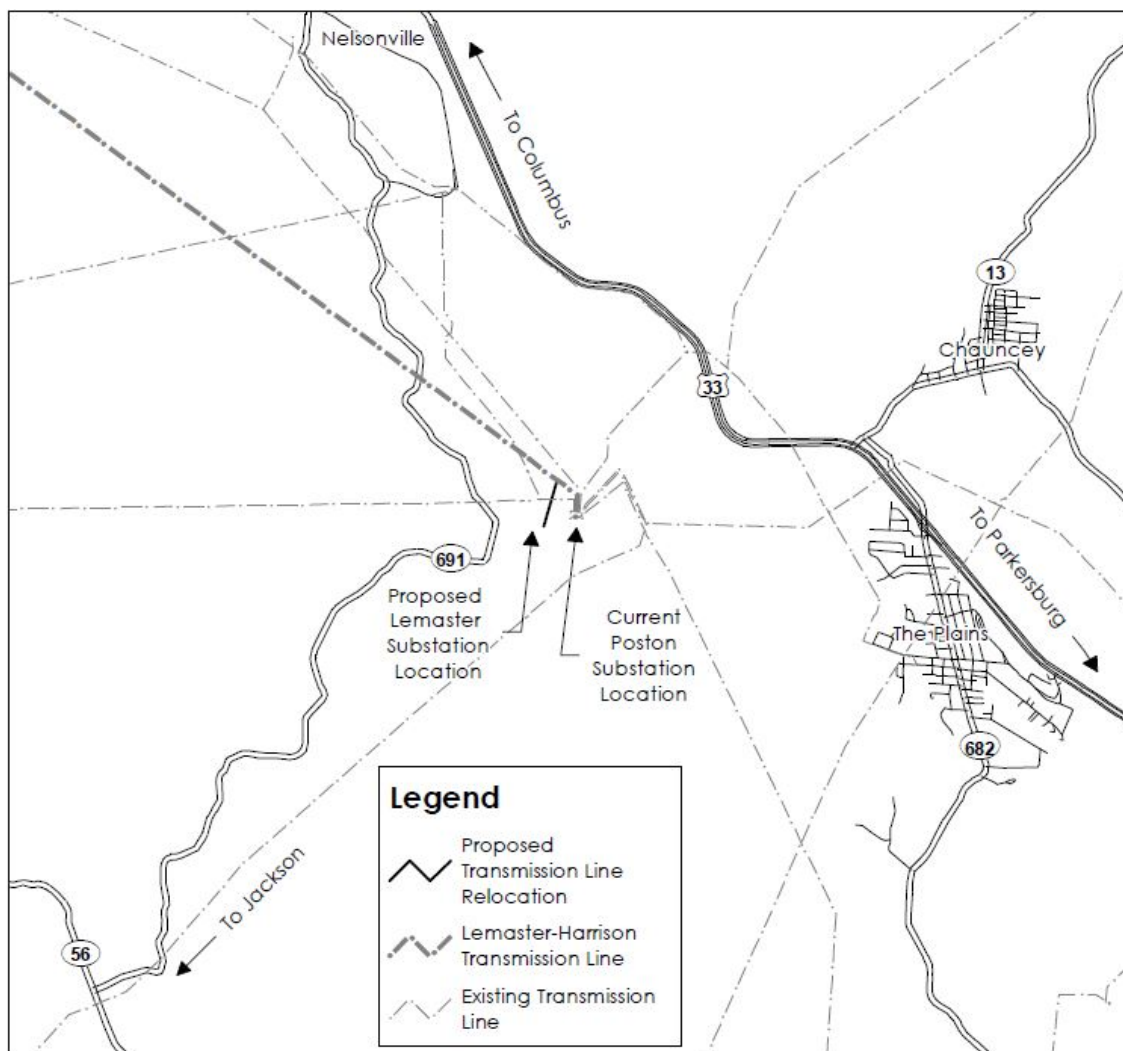 Nelsonville
To Columbus
13
Chauncey
33
To Parkersburg
691
Proposed
Lemaster
Substation
Location
Current
Poston
Substation
Location
The Plains
682
To Jackson
56
Legend
Proposed
Transmission Line
Relocation
Lemaster-Harrison
Transmission Line
Existing Transmission
Line